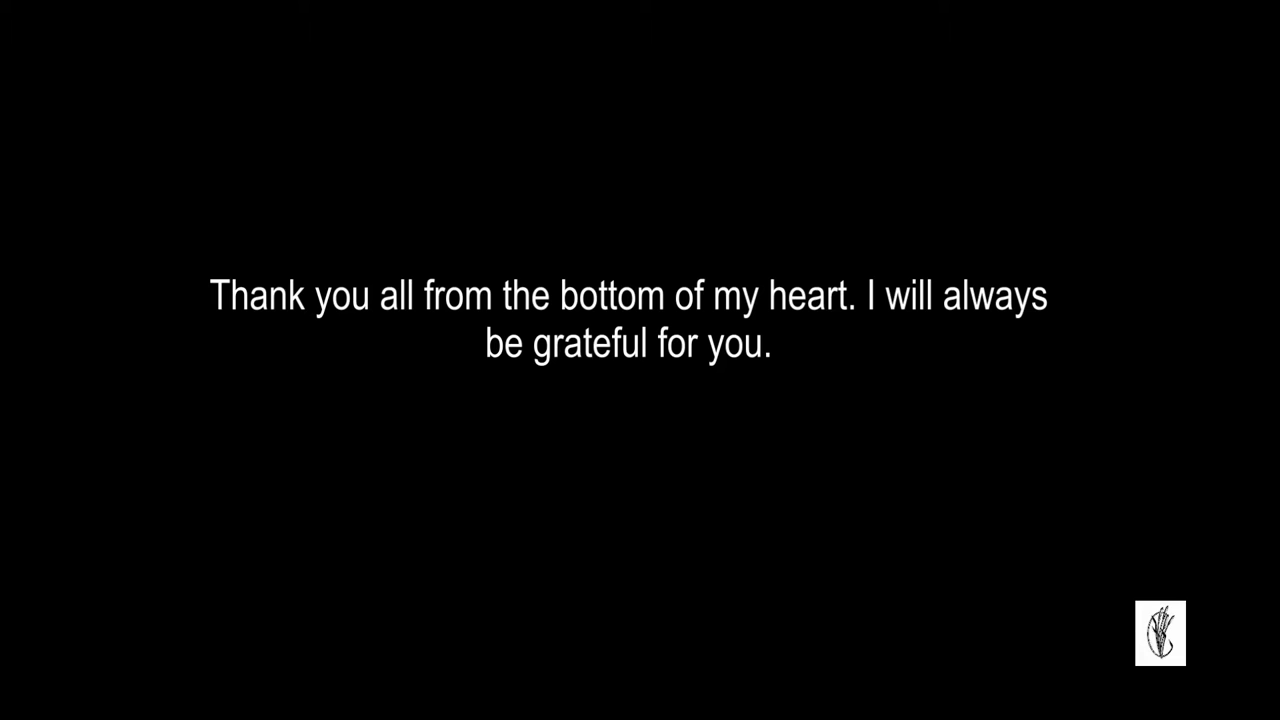 Thank you all from the bottom of my heart. I will always
be grateful for you.